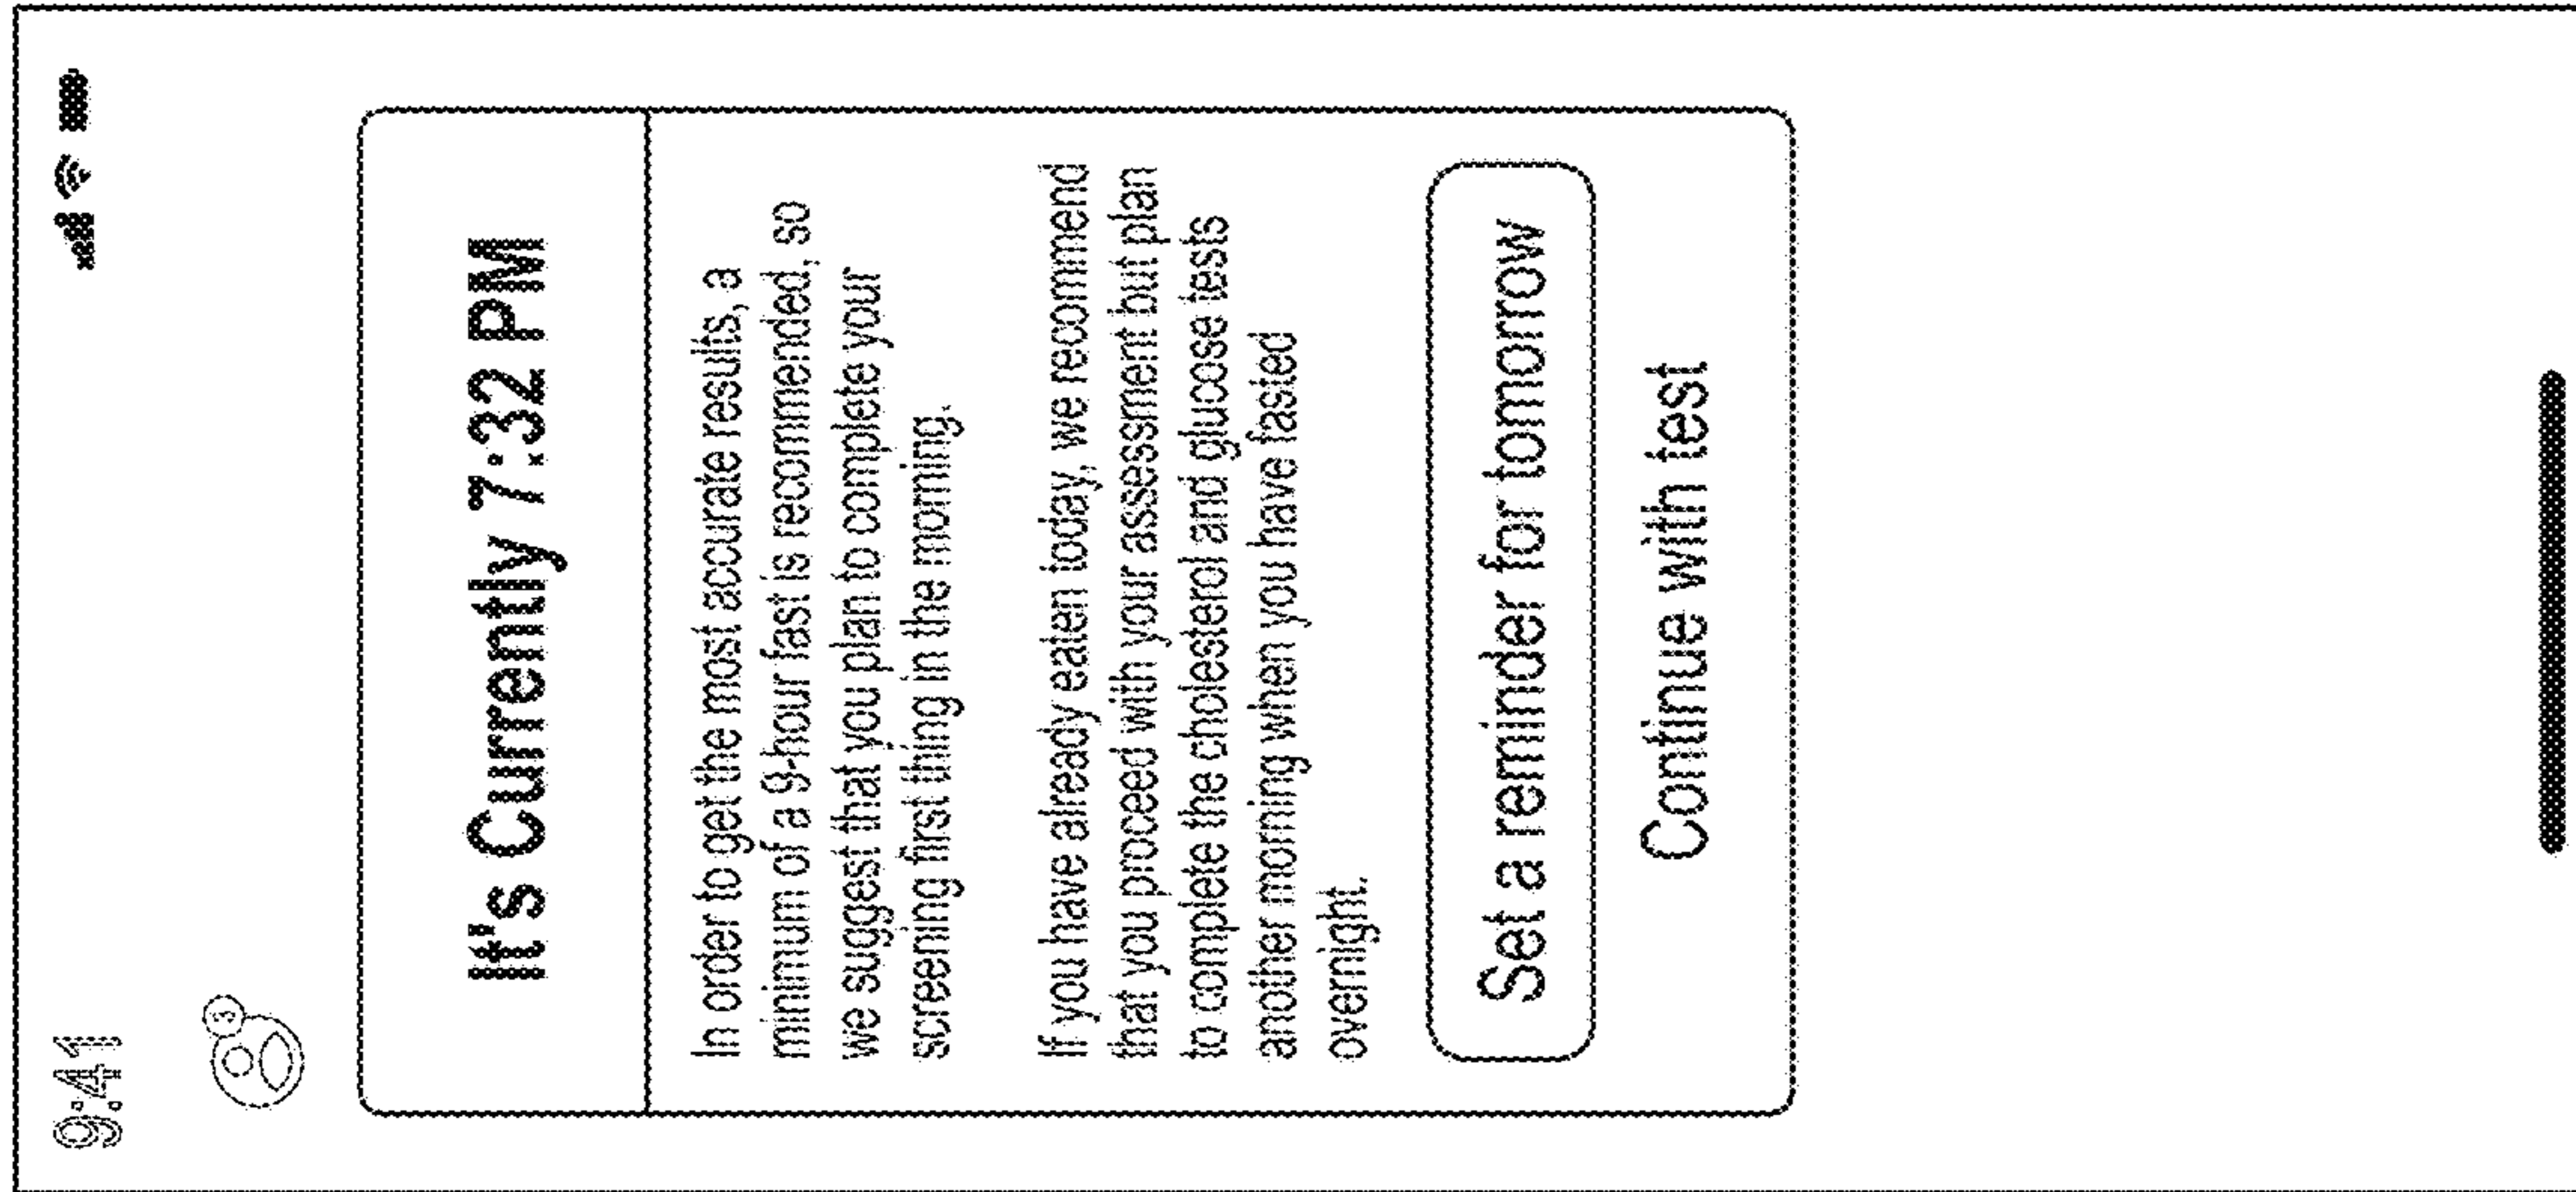 9:41
3
It's Currently 7:32 PM
In order to get the most accurate results, a
minimum of a 9-hour fast is recommended, so
we suggest that you plan to complete your
screening first thing in the morning.
If you have already eaten today, we recommend
that you proceed with your assessment but plan
to complete the cholesterol and glucose tests
another morning when you have fasted
overnight.
Set a reminder for tomorrow
Continue with test